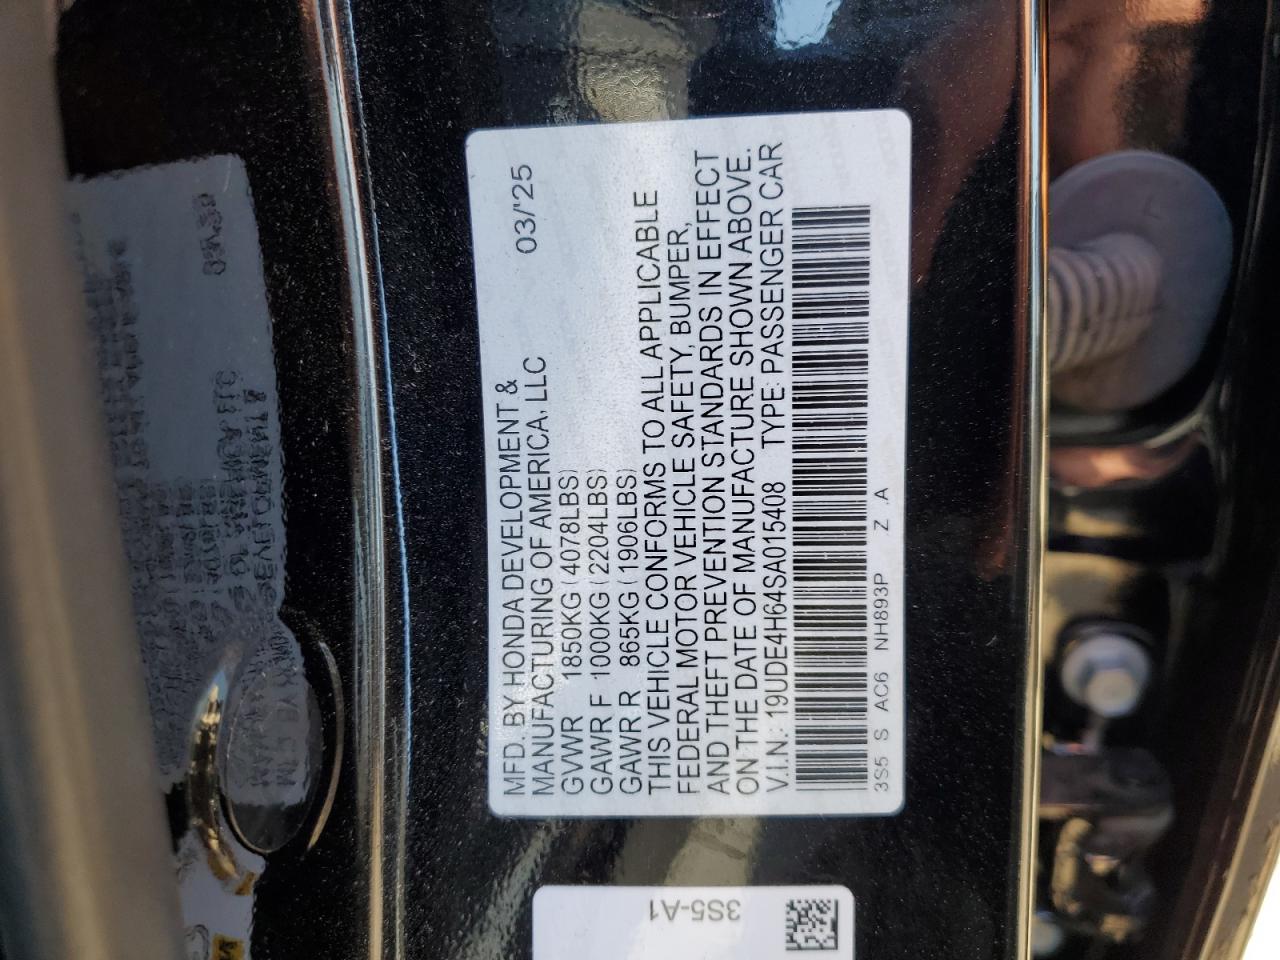 MFD. BY HONDA DEVELOPMENT &
MANUFACTURING OF AMERICA, LLC 03/'25
GVWR 1850KG (4078LBS)
GAWR F 1000KG (2204LBS)
GAWR R 865KG (1906LBS)
THIS VEHICLE CONFORMS TO ALL APPLICABLE
FEDERAL MOTOR VEHICLE SAFETY, BUMPER,
AND THEFT PREVENTION STANDARDS IN EFFECT
ON THE DATE OF MANUFACTURE SHOWN ABOVE.
V.I.N.: 19UDE4H64SA015408 TYPE: PASSENGER CAR
3S5 S AC6 NH893P Z .A
3S5-A1